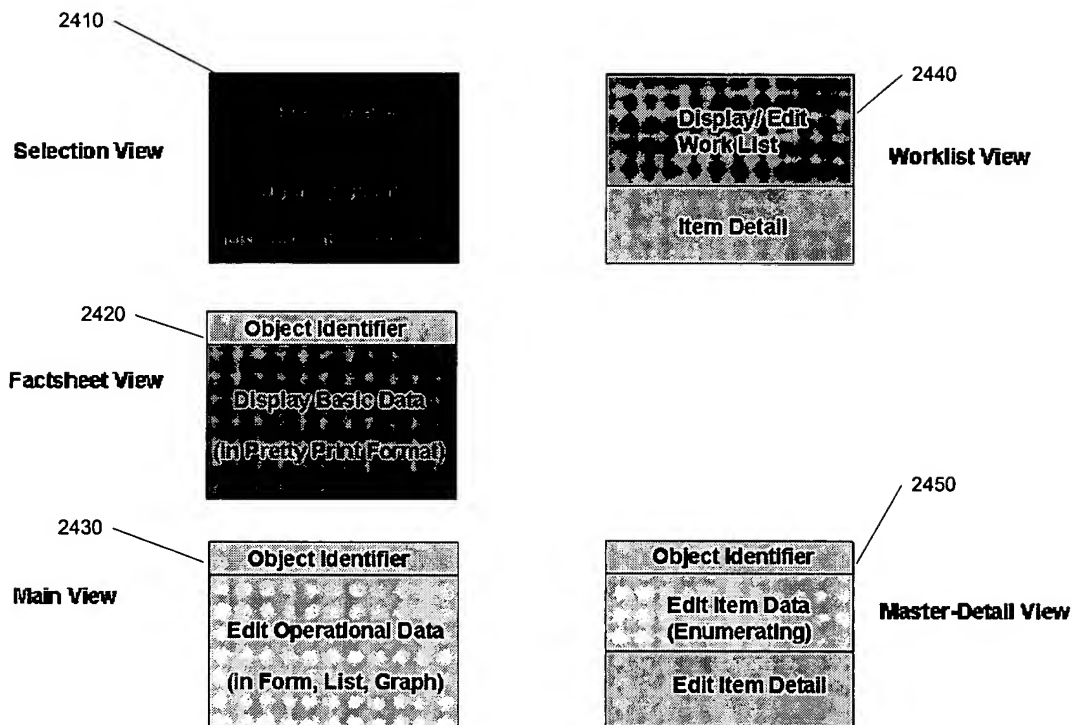 2410
Selection View
2440
Display/ Edit
Work List
Item Detail
Worklist View
2420
Object Identifier
Factsheet View
Display Basic Data
(in Pretty Print Format)
2430
Object Identifier
Main View
Edit Operational Data
(in Form, List, Graph)
2450
Object Identifier
Edit Item Data
(Enumerating)
Edit Item Detail
Master-Detail View